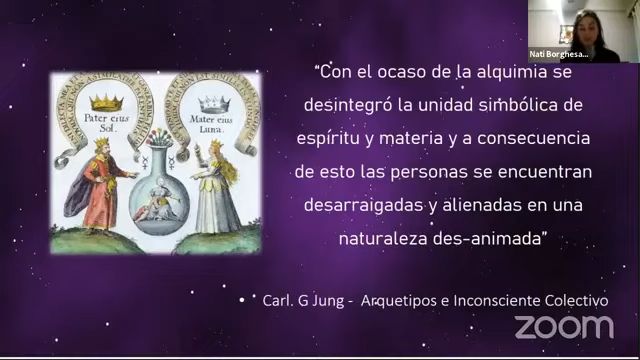 Nati Borghesa...
Pater eius
Sol.
Mater eius
Luna.
“Con el ocaso de la alquimia se
desintegró la unidad simbólica de
espíritu y materia y a consecuencia
de esto las personas se encuentran
desarraigadas y alienadas en una
naturaleza des-animada”
• Carl. G Jung - Arquetipos e Inconsciente Colectivo
zoom